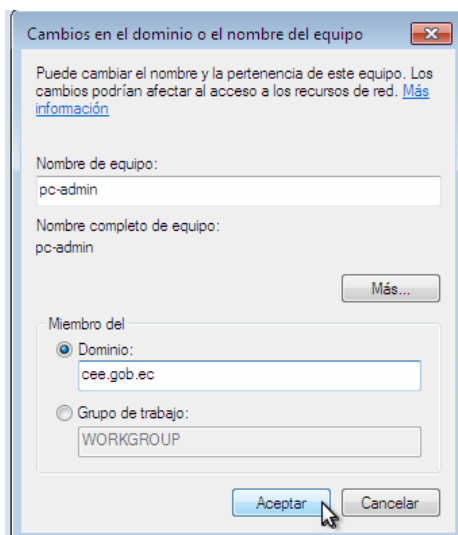 Cambios en el dominio o el nombre del equipo
Puede cambiar el nombre y la pertenencia de este equipo. Los
cambios podrían afectar al acceso a los recursos de red. Más
información
Nombre de equipo:
pc-admin
Nombre completo de equipo:
pc-admin
Más...
Miembro del
Dominio:
cee.gob.ec
Grupo de trabajo:
WORKGROUP
Aceptar
Cancelar